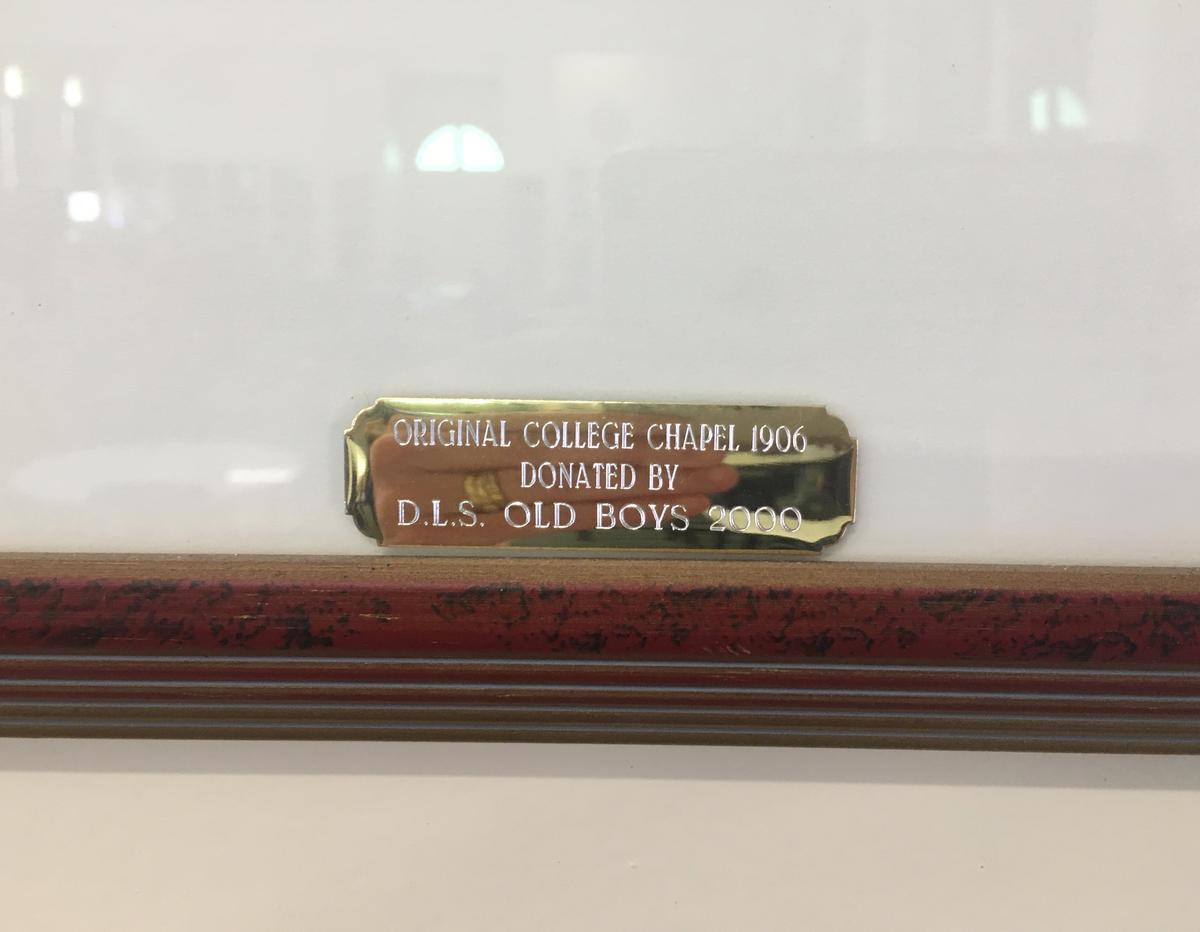 ORIGINAL COLLEGE CHAPEL 1906
DONATED BY
D.L.S. OLD BOYS 2000